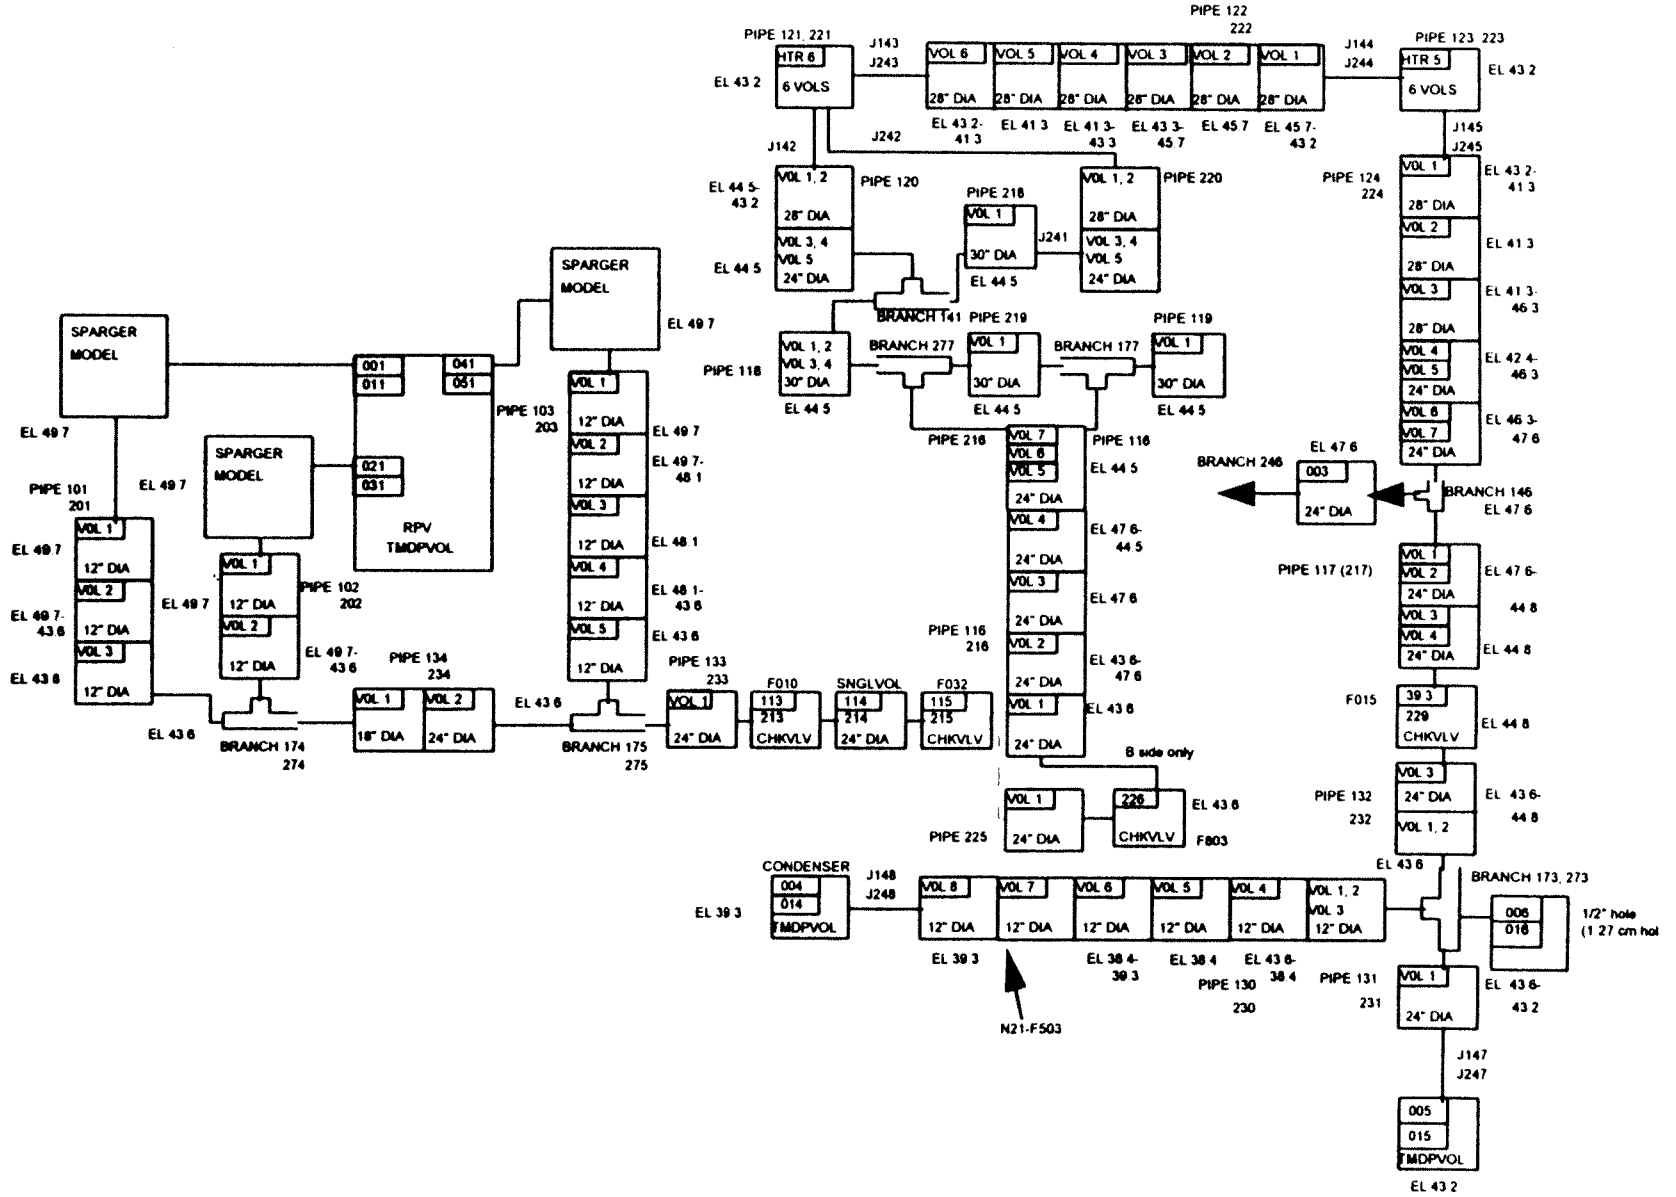 PIPE 121, 221
HTR 6
6 VOLS
EL 43 2
J143
J243
PIPE 122
222
VOL 6
VOL 5
VOL 4
VOL 3
VOL 2
VOL 1
28" DIA
28" DIA
28" DIA
28" DIA
28" DIA
28" DIA
EL 43 2-
41 3
EL 41 3
EL 41 3-
43 3
EL 43 3-
45 7
EL 45 7
EL 45 7-
43 2
J144
J244
PIPE 123 223
HTR 5
6 VOLS
EL 43 2
J142
J242
J145
J245
EL 44 5-
43 2
VOL 1, 2
28" DIA
PIPE 120
EL 44 5
VOL 3, 4
VOL 5
24" DIA
PIPE 218
VOL 1
30" DIA
EL 44 5
J241
VOL 1, 2
28" DIA
PIPE 220
VOL 3, 4
VOL 5
24" DIA
BRANCH 141
PIPE 124
224
VOL 1
28" DIA
EL 43 2-
41 3
VOL 2
28" DIA
EL 41 3
VOL 3
28" DIA
EL 41 3-
46 3
VOL 4
VOL 5
24" DIA
EL 42 4-
46 3
VOL 6
VOL 7
24" DIA
EL 46 3-
47 6
PIPE 118
VOL 1, 2
VOL 3, 4
30" DIA
EL 44 5
BRANCH 277
PIPE 219
VOL 1
30" DIA
EL 44 5
BRANCH 177
PIPE 119
VOL 1
30" DIA
EL 44 5
SPARGER
MODEL
EL 49 7
SPARGER
MODEL
EL 49 7
SPARGER
MODEL
EL 49 7
001
011
041
051
021
031
RPV
TMDPVOL
PIPE 103
203
VOL 1
12" DIA
EL 49 7
VOL 2
12" DIA
EL 49 7-
48 1
VOL 3
12" DIA
EL 48 1
VOL 4
12" DIA
EL 48 1-
43 6
VOL 5
12" DIA
EL 43 6
PIPE 101
201
VOL 1
12" DIA
EL 49.7
VOL 2
12" DIA
EL 49 7-
43 6
VOL 3
12" DIA
EL 43 6
VOL 1
12" DIA
EL 49 7
PIPE 102
202
VOL 2
12" DIA
EL 49 7-
43 6
EL 43 6
BRANCH 174
274
PIPE 134
234
VOL 1
18" DIA
VOL 2
24" DIA
EL 43 6
BRANCH 175
275
PIPE 133
233
VOL 1
24" DIA
F010
113
213
CHKVLV
SNGLVOL
114
214
24" DIA
F032
115
215
CHKVLV
PIPE 216
PIPE 116
VOL 7
VOL 6
VOL 5
24" DIA
EL 44 5
VOL 4
24" DIA
EL 47 6-
44 5
VOL 3
24" DIA
EL 47 6
PIPE 116
216
VOL 2
24" DIA
EL 43 6-
47 6
VOL 1
24" DIA
EL 43 6
B side only
226
CHKVLV
EL 43 6
F803
PIPE 225
VOL 1
24" DIA
BRANCH 246
EL 47 6
003
24" DIA
BRANCH 146
EL 47 6
PIPE 117 (217)
VOL 1
VOL 2
24" DIA
EL 47 6-
44 8
VOL 3
VOL 4
24" DIA
EL 44 8
F015
39 3
229
CHKVLV
EL 44 8
PIPE 132
232
VOL 3
24" DIA
VOL 1, 2
EL 43 6-
44 8
EL 43 6
BRANCH 173, 273
006
016
1/2" hole
(1 27 cm hol
EL 43 6-
43 2
CONDENSER
004
014
TMDPVOL
EL 39 3
J148
J248
VOL 8
VOL 7
VOL 6
VOL 5
VOL 4
VOL 1, 2
VOL 3
12" DIA
12" DIA
12" DIA
12" DIA
12" DIA
12" DIA
EL 39 3
EL 38 4-
39 3
EL 38 4
EL 43 6-
38 4
N21-F503
PIPE 130
230
PIPE 131
231
VOL 1
24" DIA
J147
J247
005
015
TMDPVOL
EL 43 2